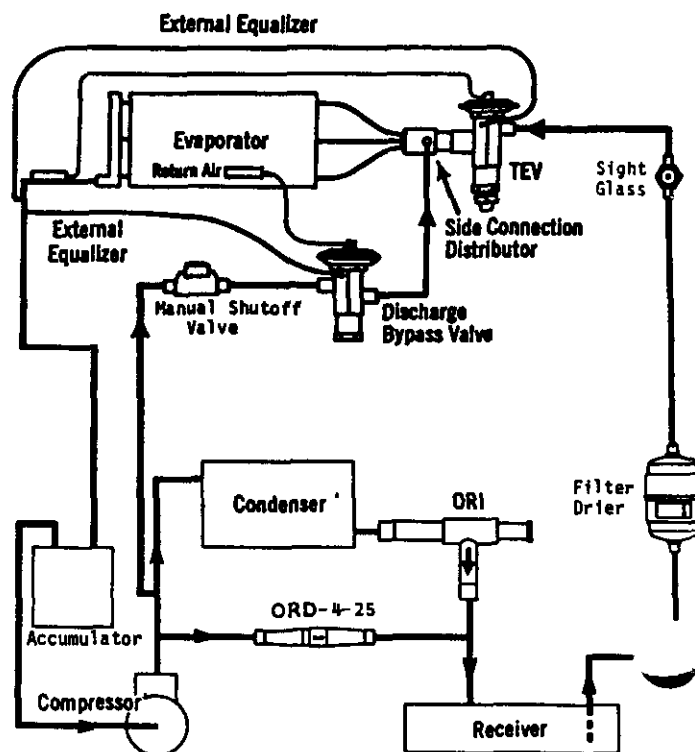 External Equalizer
Evaporator
Return Air
TEV
Sight
Glass
Side Connection
Distributor
External
Equalizer
Manual Shutoff
Valve
Discharge
Bypass Valve
Condenser
ORI
Filter
Drier
ORD-4-25
Accumulator
Compressor
Receiver